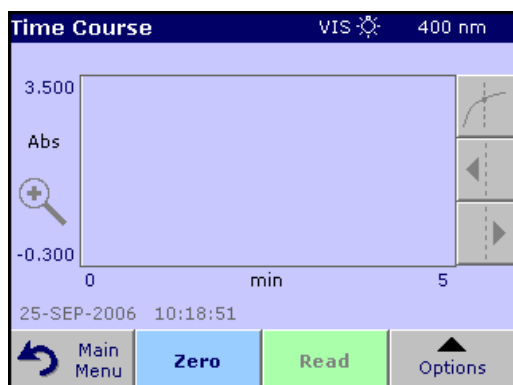 Time Course VIS 400 nm
3.500
Abs
-0.300
0 min 5
25-SEP-2006 10:18:51
Main Menu
Zero
Read
Options